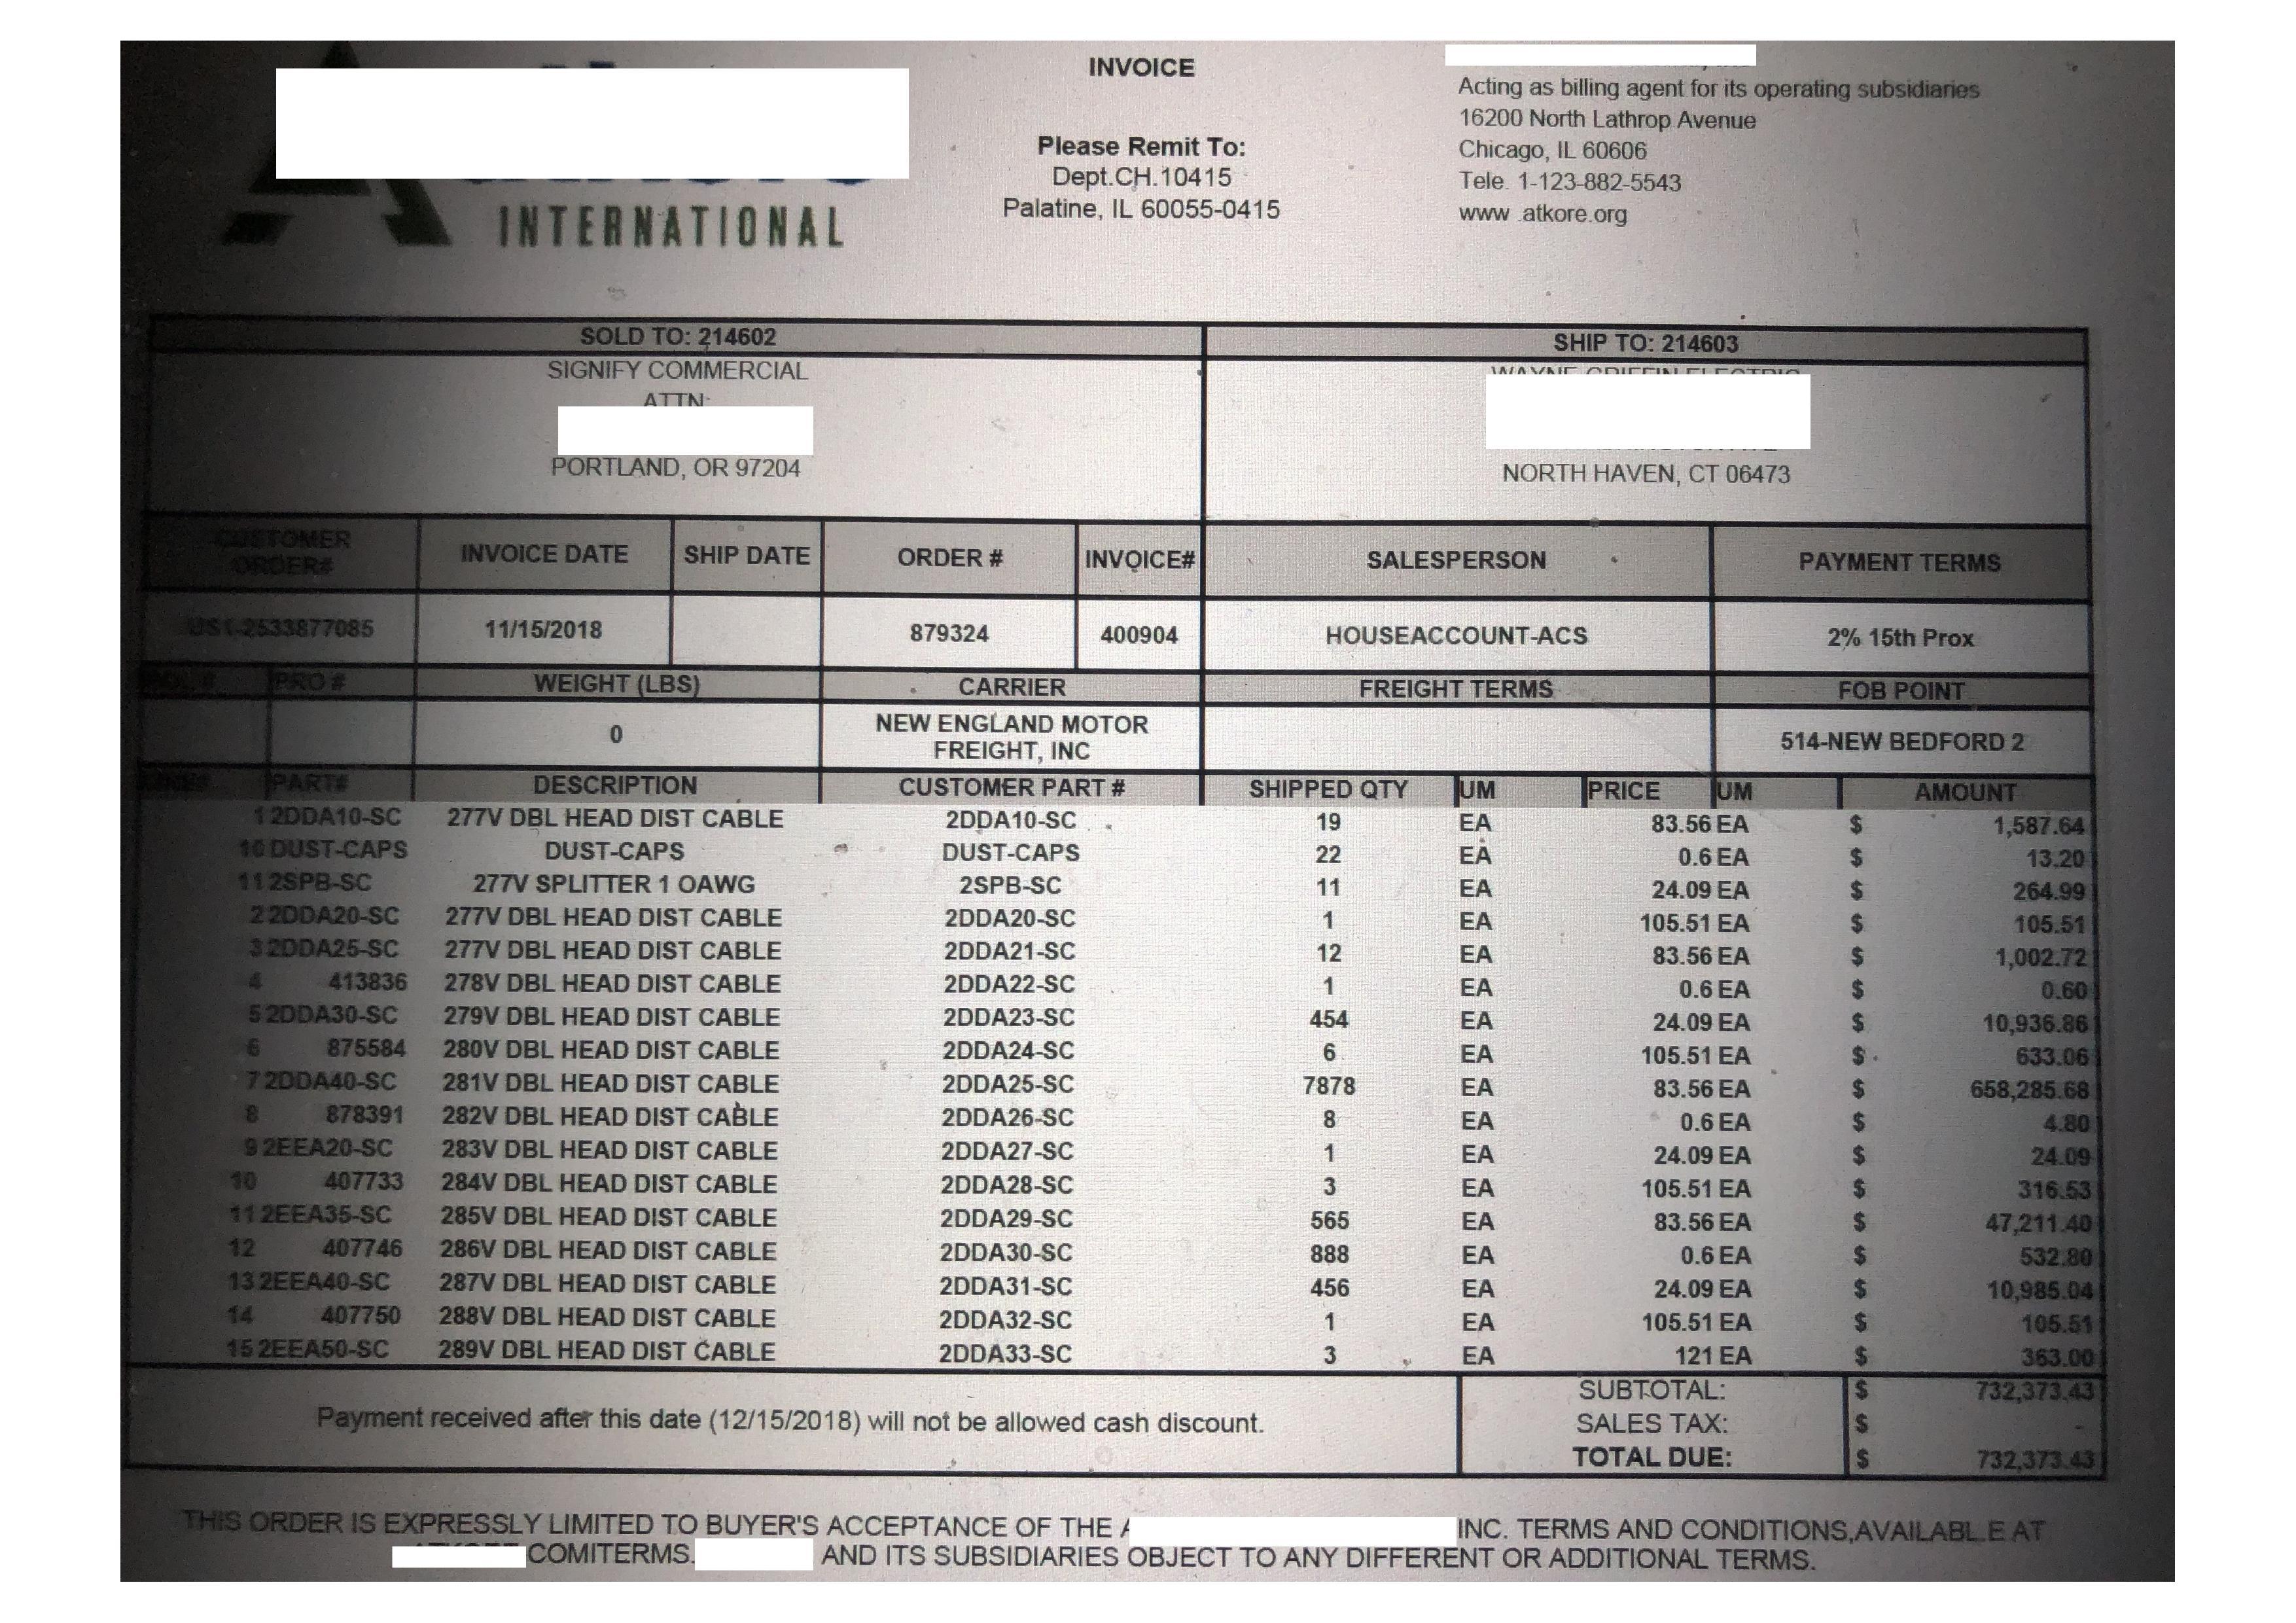 INVOICE
Please Remit To:
Dept.CH.10415
Palatine, IL 60055-0415
Acting as billing agent for its operating subsidiaries
16200 North Lathrop Avenue
Chicago, IL 60606
Tele. 1-123-882-5543
www .atkore.org
INTERNATIONAL
SOLD TO: 214602 SHIP TO: 214603
SIGNIFY COMMERCIAL WAYNE GRIFFIN ELECTRIC
ATTN:
PORTLAND, OR 97204 NORTH HAVEN, CT 06473
CUSTOMER ORDER# INVOICE DATE SHIP DATE ORDER # INVOICE# SALESPERSON PAYMENT TERMS
US1-2533877085 11/15/2018 879324 400904 HOUSEACCOUNT-ACS 2% 15th Prox
PRO # WEIGHT (LBS) CARRIER FREIGHT TERMS FOB POINT
0 NEW ENGLAND MOTOR FREIGHT, INC 514-NEW BEDFORD 2
LINE# PART# DESCRIPTION CUSTOMER PART # SHIPPED QTY UM PRICE UM AMOUNT
1 2DDA10-SC 277V DBL HEAD DIST CABLE 2DDA10-SC 19 EA 83.56 EA $ 1,587.64
10 DUST-CAPS DUST-CAPS DUST-CAPS 22 EA 0.6 EA $ 13.20
11 2SPB-SC 277V SPLITTER 1 OAWG 2SPB-SC 11 EA 24.09 EA $ 264.99
2 2DDA20-SC 277V DBL HEAD DIST CABLE 2DDA20-SC 1 EA 105.51 EA $ 105.51
3 2DDA25-SC 277V DBL HEAD DIST CABLE 2DDA21-SC 12 EA 83.56 EA $ 1,002.72
4 413836 278V DBL HEAD DIST CABLE 2DDA22-SC 1 EA 0.6 EA $ 0.60
5 2DDA30-SC 279V DBL HEAD DIST CABLE 2DDA23-SC 454 EA 24.09 EA $ 10,936.86
6 875584 280V DBL HEAD DIST CABLE 2DDA24-SC 6 EA 105.51 EA $ 633.06
7 2DDA40-SC 281V DBL HEAD DIST CABLE 2DDA25-SC 7878 EA 83.56 EA $ 658,285.68
8 878391 282V DBL HEAD DIST CABLE 2DDA26-SC 8 EA 0.6 EA $ 4.80
9 2EEA20-SC 283V DBL HEAD DIST CABLE 2DDA27-SC 1 EA 24.09 EA $ 24.09
10 407733 284V DBL HEAD DIST CABLE 2DDA28-SC 3 EA 105.51 EA $ 316.53
11 2EEA35-SC 285V DBL HEAD DIST CABLE 2DDA29-SC 565 EA 83.56 EA $ 47,211.40
12 407746 286V DBL HEAD DIST CABLE 2DDA30-SC 888 EA 0.6 EA $ 532.80
13 2EEA40-SC 287V DBL HEAD DIST CABLE 2DDA31-SC 456 EA 24.09 EA $ 10,985.04
14 407750 288V DBL HEAD DIST CABLE 2DDA32-SC 1 EA 105.51 EA $ 105.51
15 2EEA50-SC 289V DBL HEAD DIST CABLE 2DDA33-SC 3 EA 121 EA $ 363.00
SUBTOTAL: $ 732,373.43
Payment received after this date (12/15/2018) will not be allowed cash discount.
SALES TAX: $ -
TOTAL DUE: $ 732,373.43
THIS ORDER IS EXPRESSLY LIMITED TO BUYER'S ACCEPTANCE OF THE INC. TERMS AND CONDITIONS,AVAILABL.E AT
COMITERMS. AND ITS SUBSIDIARIES OBJECT TO ANY DIFFERENT OR ADDITIONAL TERMS.